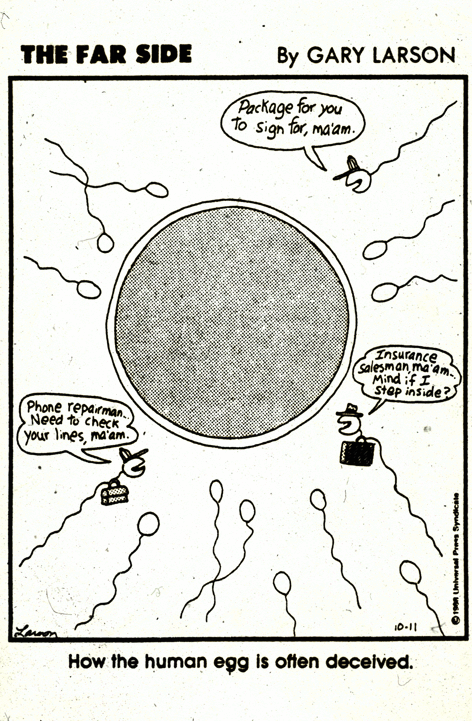 THE FAR SIDE By GARY LARSON
Package for you
to sign for, ma'am.
Insurance
salesman, ma'am..
Mind if I
step inside?
Phone repairman..
Need to check
your lines, ma'am.
Larson
10-11
© 1988 Universal Press Syndicate
How the human egg is often deceived.